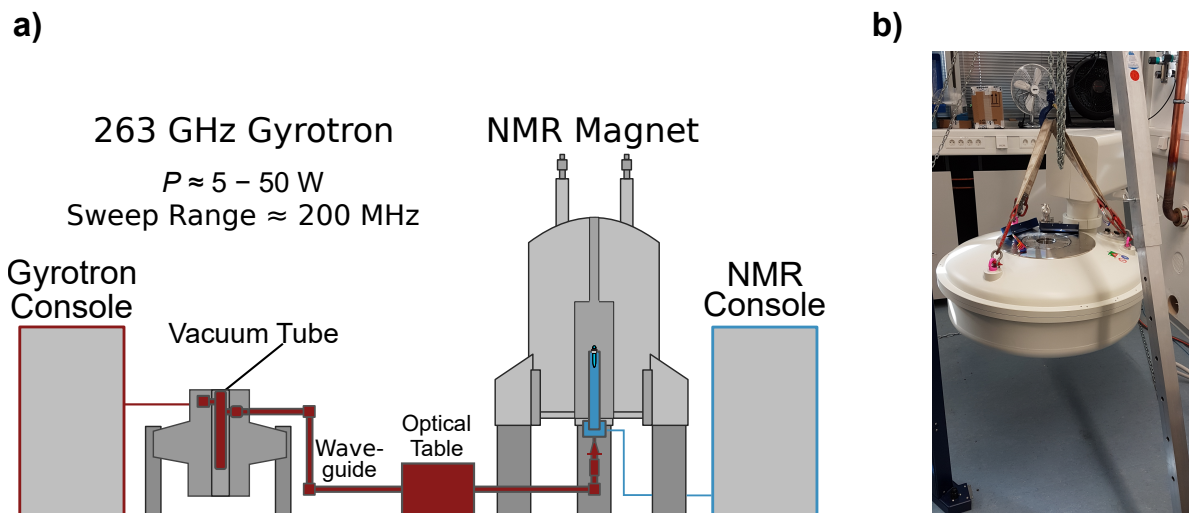 a)
b)
263 GHz Gyrotron
P ≈ 5 – 50 W
Sweep Range ≈ 200 MHz
NMR Magnet
Gyrotron
Console
Vacuum Tube
Wave-
guide
Optical
Table
NMR
Console